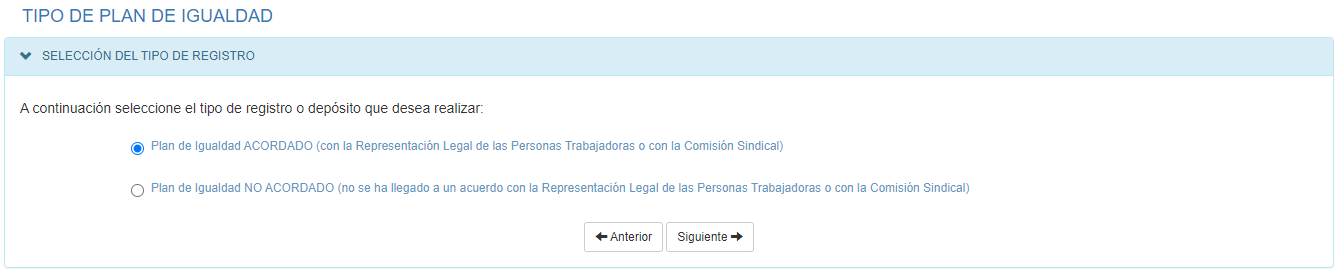 TIPO DE PLAN DE IGUALDAD
SELECCIÓN DEL TIPO DE REGISTRO
A continuación seleccione el tipo de registro o depósito que desea realizar:
Plan de Igualdad ACORDADO (con la Representación Legal de las Personas Trabajadoras o con la Comisión Sindical)
Plan de Igualdad NO ACORDADO (no se ha llegado a un acuerdo con la Representación Legal de las Personas Trabajadoras o con la Comisión Sindical)
Anterior Siguiente